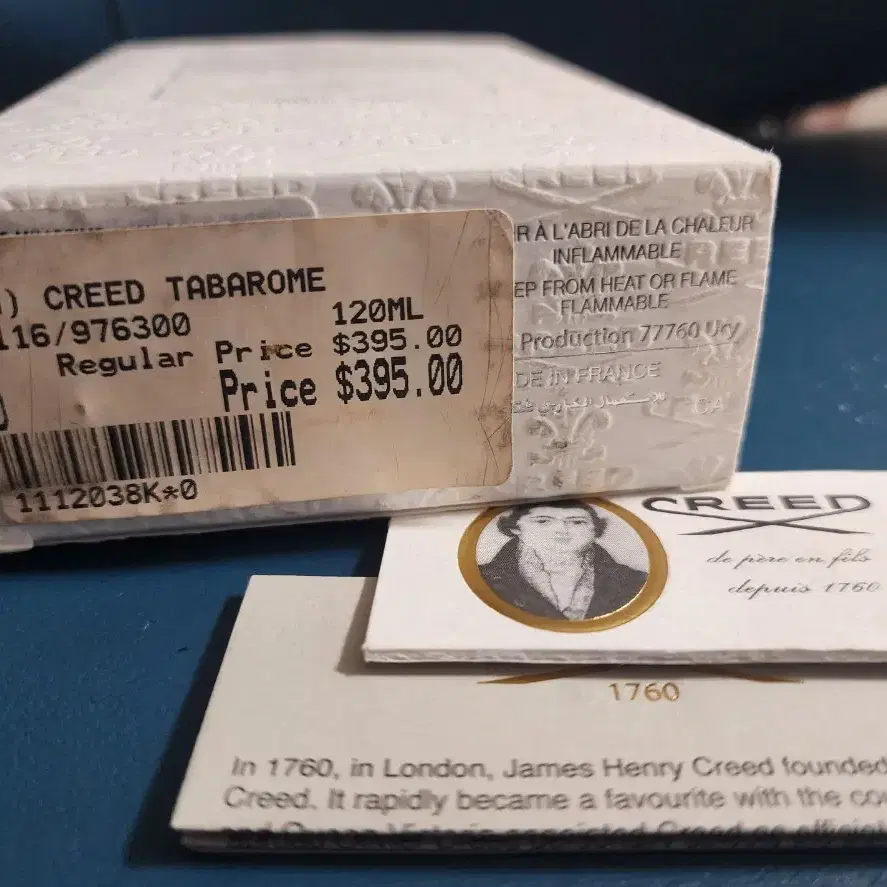 CREED TABAROME
120ML
116/976300
Regular Price $395.00
Price $395.00
1112038K*0
R À L'ABRI DE LA CHALEUR
INFLAMMABLE
EP FROM HEAT OR FLAME
FLAMMABLE
Production 77760 Ury
DE IN FRANCE
CA
CREED
de père en fils
depuis 1760
1760
In 1760, in London, James Henry Creed founded
Creed. It rapidly became a favourite with the co